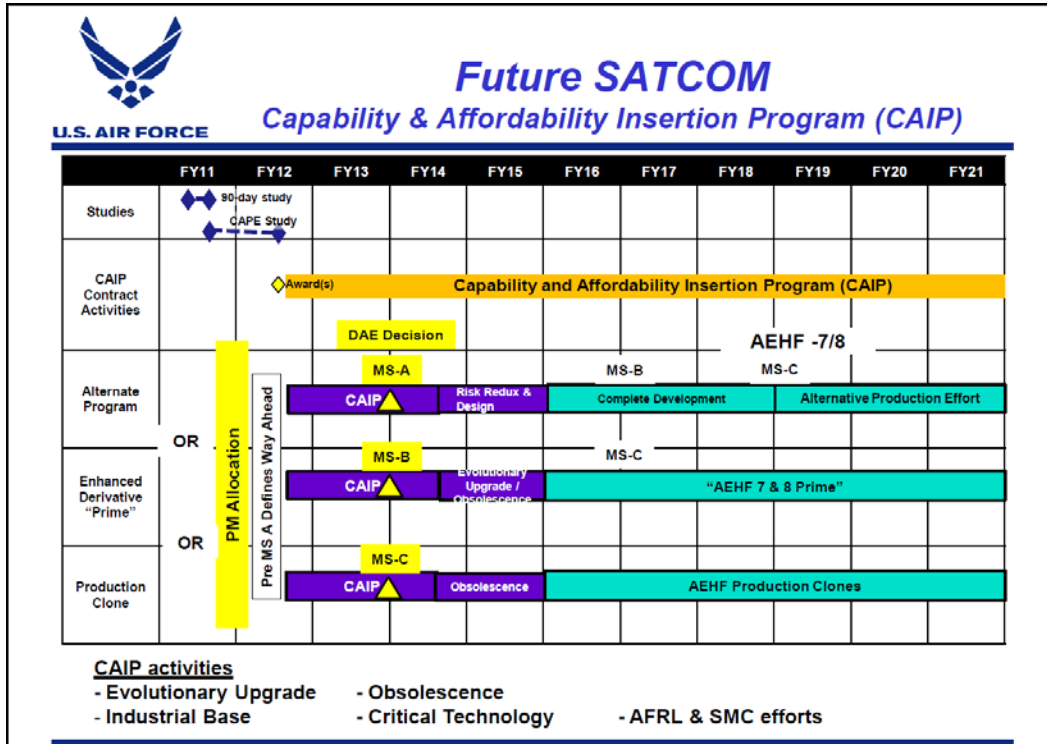 Future SATCOM
Capability & Affordability Insertion Program (CAIP)
U.S. AIR FORCE
FY11 FY12 FY13 FY14 FY15 FY16 FY17 FY18 FY19 FY20 FY21
Studies
90-day study
CAPE Study
CAIP
Contract
Activities
Award(s)
Capability and Affordability Insertion Program (CAIP)
DAE Decision
AEHF -7/8
PM Allocation
Pre MS A Defines Way Ahead
Alternate
Program
MS-A
MS-B
MS-C
CAIP
Risk Redux &
Design
Complete Development
Alternative Production Effort
OR
Enhanced
Derivative
“Prime”
MS-B
MS-C
CAIP
Evolutionary
Upgrade /
Obsolescence
“AEHF 7 & 8 Prime”
OR
Production
Clone
MS-C
CAIP
Obsolescence
AEHF Production Clones
CAIP activities
- Evolutionary Upgrade - Obsolescence
- Industrial Base - Critical Technology - AFRL & SMC efforts